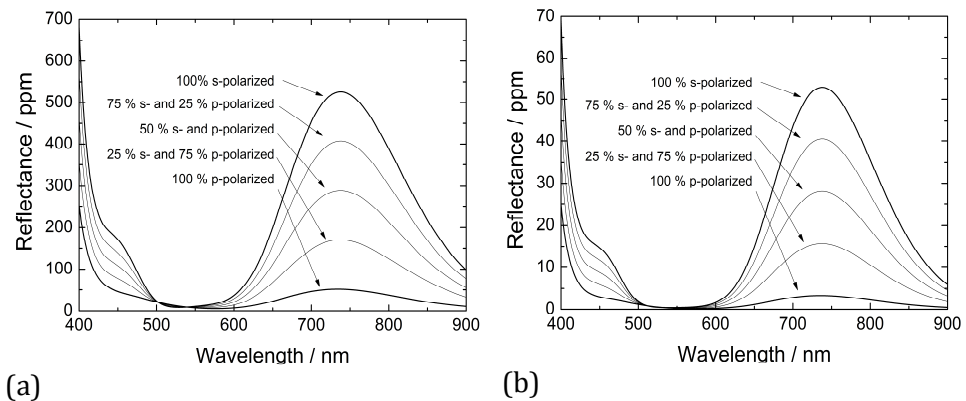 700
600
500
400
300
200
100
0
400 500 600 700 800 900
Reflectance / ppm
Wavelength / nm
100% s-polarized
75 % s- and 25 % p-polarized
50 % s- and p-polarized
25 % s- and 75 % p-polarized
100 % p-polarized
(a)
70
60
50
40
30
20
10
0
400 500 600 700 800 900
Reflectance / ppm
Wavelength / nm
100 % s-polarized
75 % s- and 25 % p-polarized
50 % s- and p-polarized
25 % s- and 75 % p-polarized
100 % p-polarized
(b)